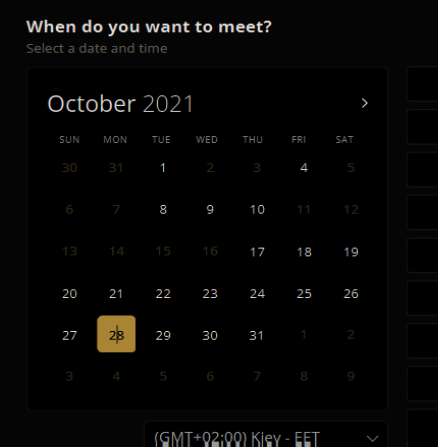 When do you want to meet?
Select a date and time
October 2021
SUN MON TUE WED THU FRI SAT
30 31 1 2 3 4 5
6 7 8 9 10 11 12
13 14 15 16 17 18 19
20 21 22 23 24 25 26
27 28 29 30 31 1 2
3 4 5 6 7 8 9
(GMT+02:00) Kiev - EET